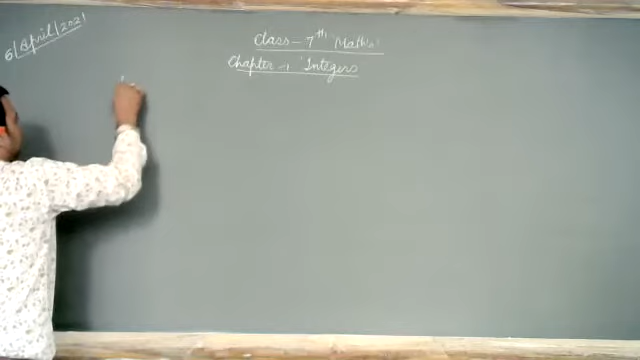 6/April/2021
Class - 7th 'Maths'
Chapter - 1 'Integers